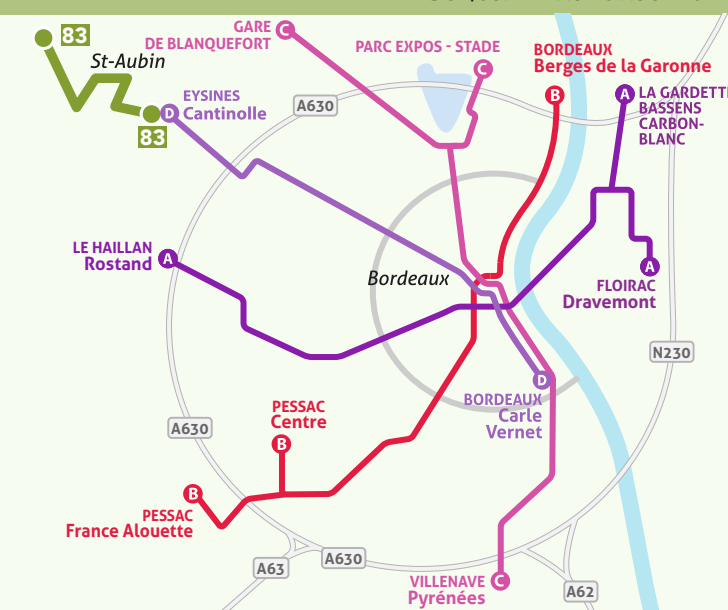 GARE
DE BLANQUEFORT
C
83
St-Aubin
PARC EXPOS - STADE
C
BORDEAUX
Berges de la Garonne
B
A
LA GARDETT
BASSENS
CARBON-
BLANC
EYSINES
Cantinolle
D
83
A630
LE HAILLAN
Rostand
A
Bordeaux
A
FLOIRAC
Dravemont
N230
D
BORDEAUX
Carle
Vernet
PESSAC
Centre
B
A630
B
PESSAC
France Alouette
A63
A630
VILLENAVE
Pyrénées
C
A62